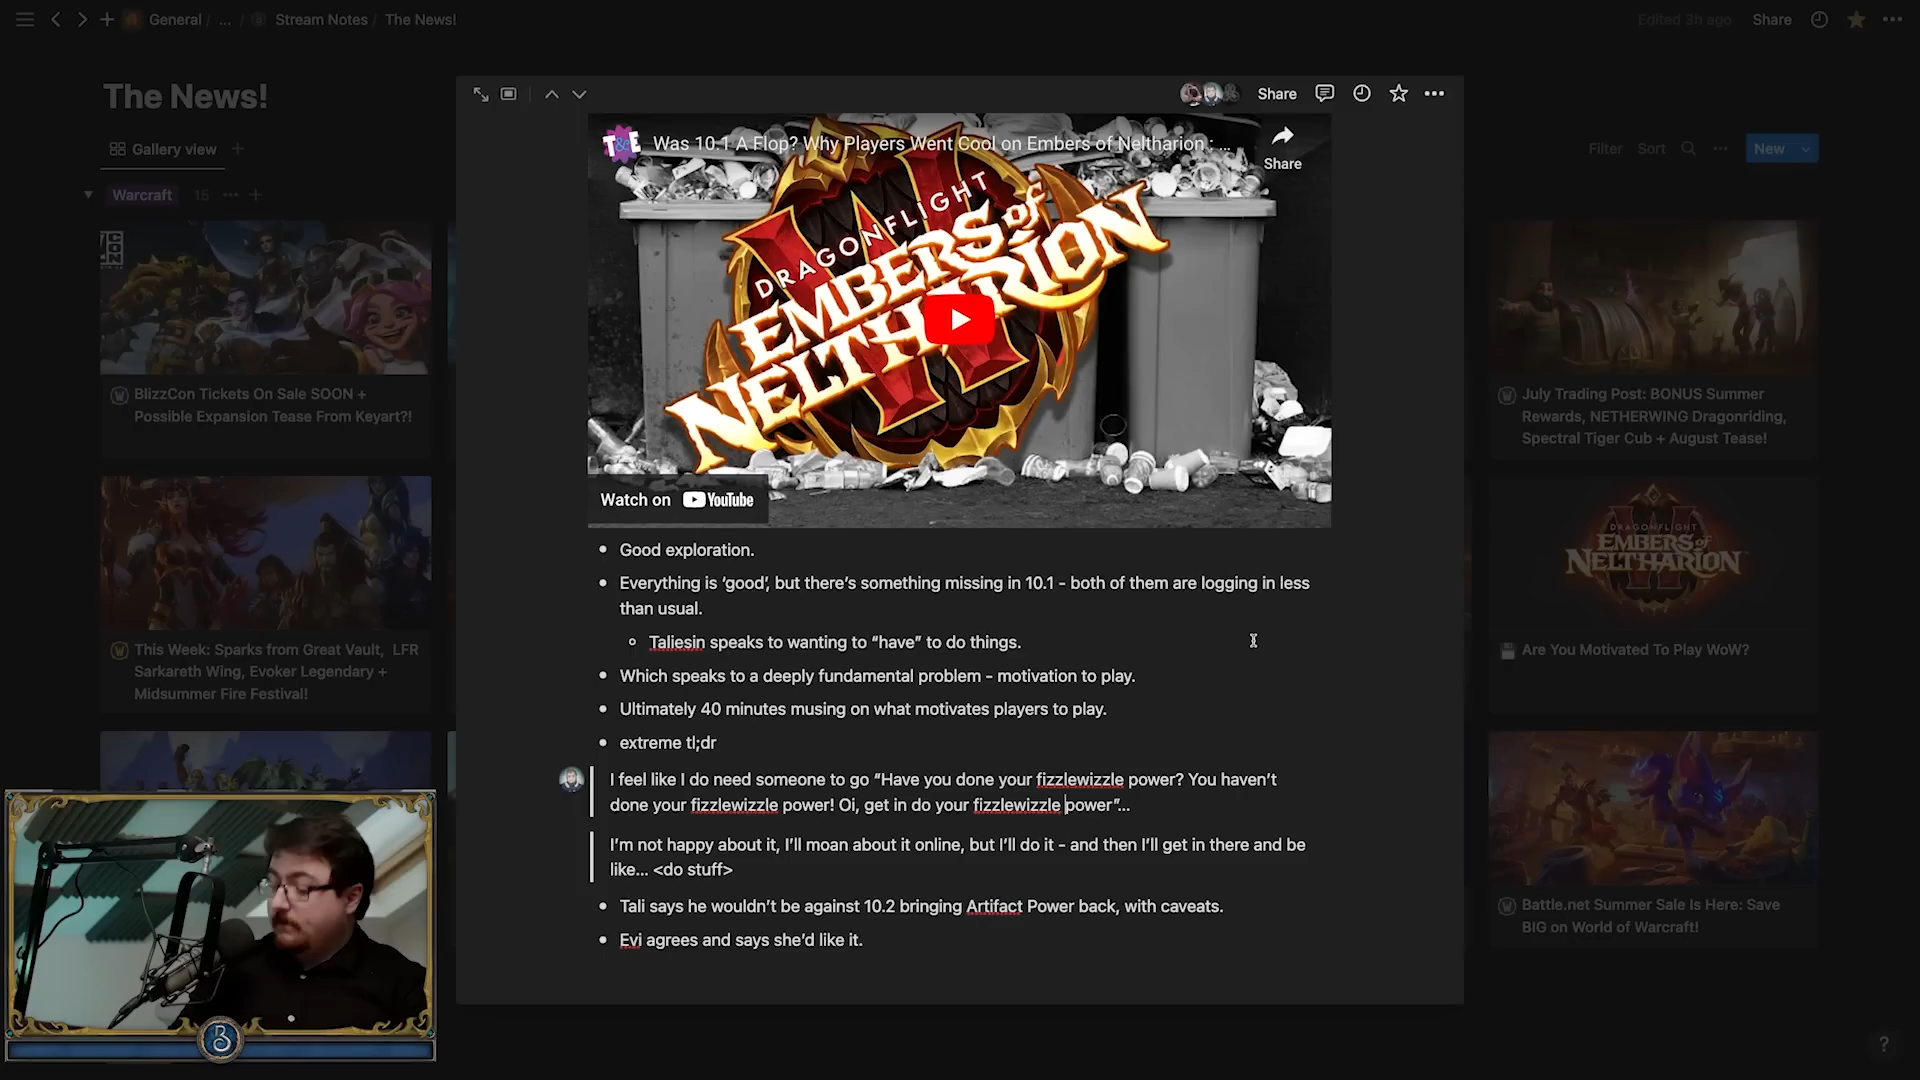 General / ... / Stream Notes / The News!
Edited 3h ago
Share
The News!
Gallery view
Filter
Sort
New
Warcraft 15
BlizzCon Tickets On Sale SOON +
Possible Expansion Tease From Keyart?!
This Week: Sparks from Great Vault, LFR
Sarkareth Wing, Evoker Legendary +
Midsummer Fire Festival!
Share
T&E
Was 10.1 A Flop? Why Players Went Cool on Embers of Neltharion : ...
Share
DRAGONFLIGHT
EMBERS of
NELTHARION
Watch on YouTube
Good exploration.
Everything is ‘good’, but there’s something missing in 10.1 - both of them are logging in less
than usual.
Taliesin speaks to wanting to “have” to do things.
Which speaks to a deeply fundamental problem - motivation to play.
Ultimately 40 minutes musing on what motivates players to play.
extreme tl;dr
I feel like I do need someone to go “Have you done your fizzlewizzle power? You haven’t
done your fizzlewizzle power! Oi, get in do your fizzlewizzle power”...
I’m not happy about it, I’ll moan about it online, but I’ll do it - and then I’ll get in there and be
like... <do stuff>
Tali says he wouldn’t be against 10.2 bringing Artifact Power back, with caveats.
Evi agrees and says she’d like it.
July Trading Post: BONUS Summer
Rewards, NETHERWING Dragonriding,
Spectral Tiger Cub + August Tease!
DRAGONFLIGHT
EMBERS of
NELTHARION
Are You Motivated To Play WoW?
Battle.net Summer Sale Is Here: Save
BIG on World of Warcraft!
B
?